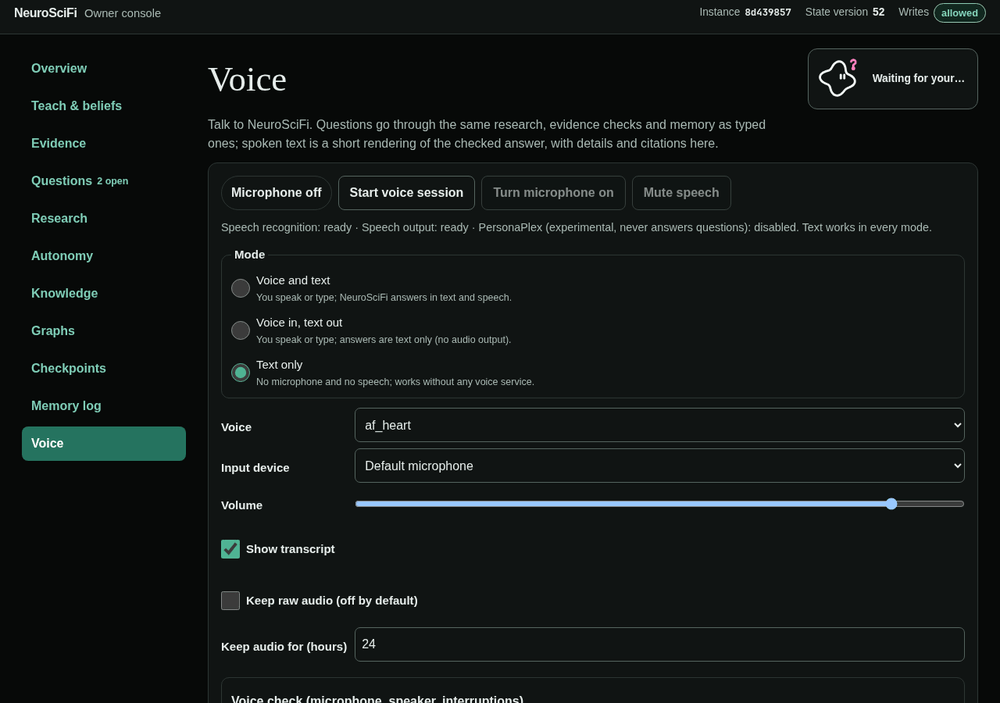 NeuroSciFi Owner console
Instance 8d439857 State version 52 Writes allowed
Overview
Teach & beliefs
Evidence
Questions 2 open
Research
Autonomy
Knowledge
Graphs
Checkpoints
Memory log
Voice
Voice
?
Waiting for your…
Talk to NeuroSciFi. Questions go through the same research, evidence checks and memory as typed
ones; spoken text is a short rendering of the checked answer, with details and citations here.
Microphone off Start voice session Turn microphone on Mute speech
Speech recognition: ready · Speech output: ready · PersonaPlex (experimental, never answers questions): disabled. Text works in every mode.
Mode
Voice and text
You speak or type; NeuroSciFi answers in text and speech.
Voice in, text out
You speak or type; answers are text only (no audio output).
Text only
No microphone and no speech; works without any voice service.
Voice af_heart
Input device Default microphone
Volume
Show transcript
Keep raw audio (off by default)
Keep audio for (hours) 24
Voice check (microphone, speaker, interruptions)